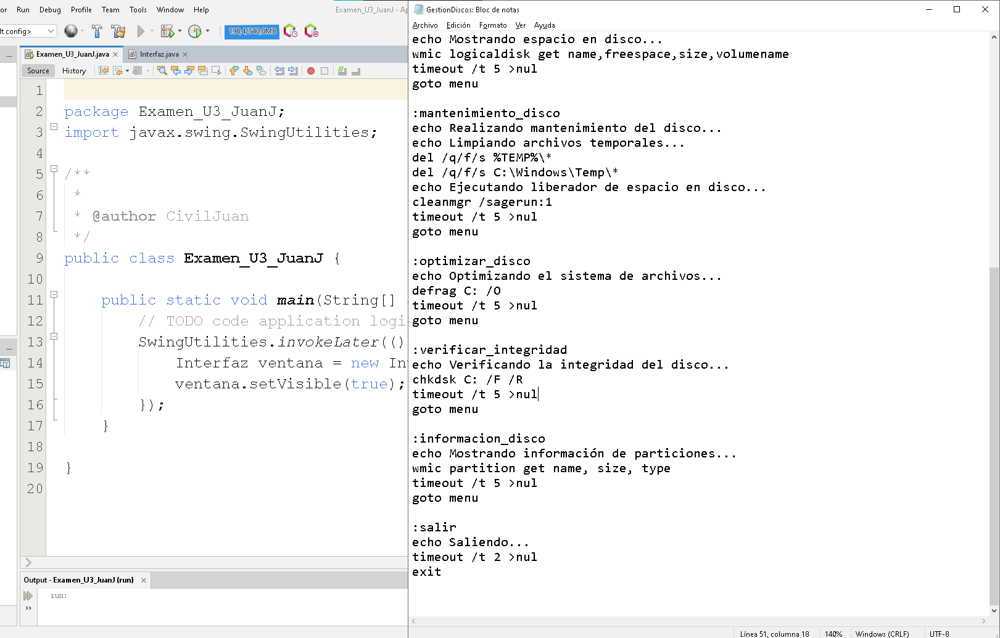 or Run Debug Profile Team Tools Window Help
Examen_U3_JuanJ - Ap
lt config>
198,4/540,0MB
Examen_U3_JuanJ.java
Interfaz.java
Source History
1
2 package Examen_U3_JuanJ;
3 import javax.swing.SwingUtilities;
4
5 /**
6 *
7 * @author CivilJuan
8 */
9 public class Examen_U3_JuanJ {
10
11 public static void main(String[]
12 // TODO code application logi
13 SwingUtilities.invokeLater(()
14 Interfaz ventana = new In
15 ventana.setVisible(true);
16 });
17 }
18
19 }
20
Output - Examen_U3_JuanJ (run)
run:
GestionDiscos: Bloc de notas
Archivo Edición Formato Ver Ayuda
echo Mostrando espacio en disco...
wmic logicaldisk get name,freespace,size,volumename
timeout /t 5 >nul
goto menu
:mantenimiento_disco
echo Realizando mantenimiento del disco...
echo Limpiando archivos temporales...
del /q/f/s %TEMP%\*
del /q/f/s C:\Windows\Temp\*
echo Ejecutando liberador de espacio en disco...
cleanmgr /sagerun:1
timeout /t 5 >nul
goto menu
:optimizar_disco
echo Optimizando el sistema de archivos...
defrag C: /O
timeout /t 5 >nul
goto menu
:verificar_integridad
echo Verificando la integridad del disco...
chkdsk C: /F /R
timeout /t 5 >nul
goto menu
:informacion_disco
echo Mostrando información de particiones...
wmic partition get name, size, type
timeout /t 5 >nul
goto menu
:salir
echo Saliendo...
timeout /t 2 >nul
exit
Línea 51, columna 18 140% Windows (CRLF) UTF-8